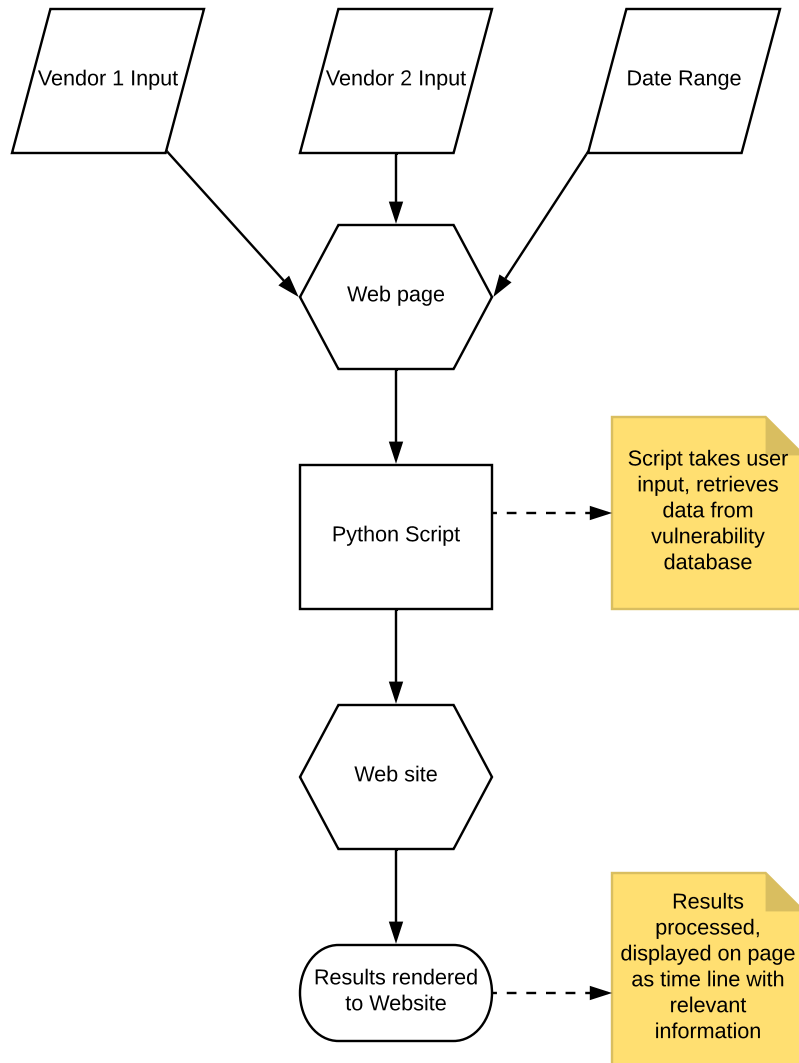 Vendor 1 Input
Vendor 2 Input
Date Range
Web page
Script takes user
input, retrieves
data from
vulnerability
database
Python Script
Web site
Results
processed,
displayed on page
as time line with
relevant
information
Results rendered
to Website